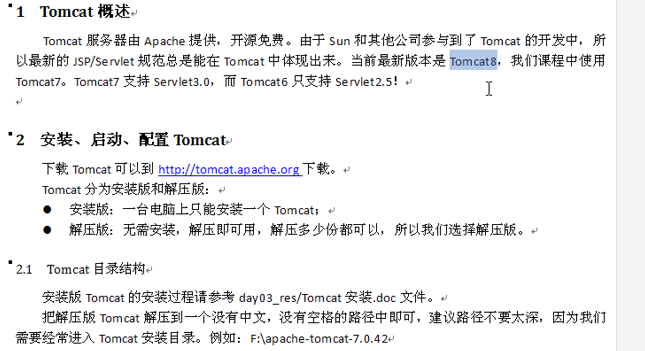 1 Tomcat 概述
Tomcat 服务器由 Apache 提供，开源免费。由于 Sun 和其他公司参与到了 Tomcat 的开发中，所
以最新的 JSP/Servlet 规范总是能在 Tomcat 中体现出来。当前最新版本是 Tomcat8，我们课程中使用
Tomcat7。Tomcat7 支持 Servlet3.0，而 Tomcat6 只支持 Servlet2.5！
2 安装、启动、配置 Tomcat
下载 Tomcat 可以到 http://tomcat.apache.org 下载。
Tomcat 分为安装版和解压版：
● 安装版：一台电脑上只能安装一个 Tomcat；
● 解压版：无需安装，解压即可用，解压多少份都可以，所以我们选择解压版。
2.1 Tomcat 目录结构
安装版 Tomcat 的安装过程请参考 day03_res/Tomcat 安装.doc 文件。
把解压版 Tomcat 解压到一个没有中文，没有空格的路径中即可，建议路径不要太深，因为我们
需要经常进入 Tomcat 安装目录。例如：F:\apache-tomcat-7.0.42